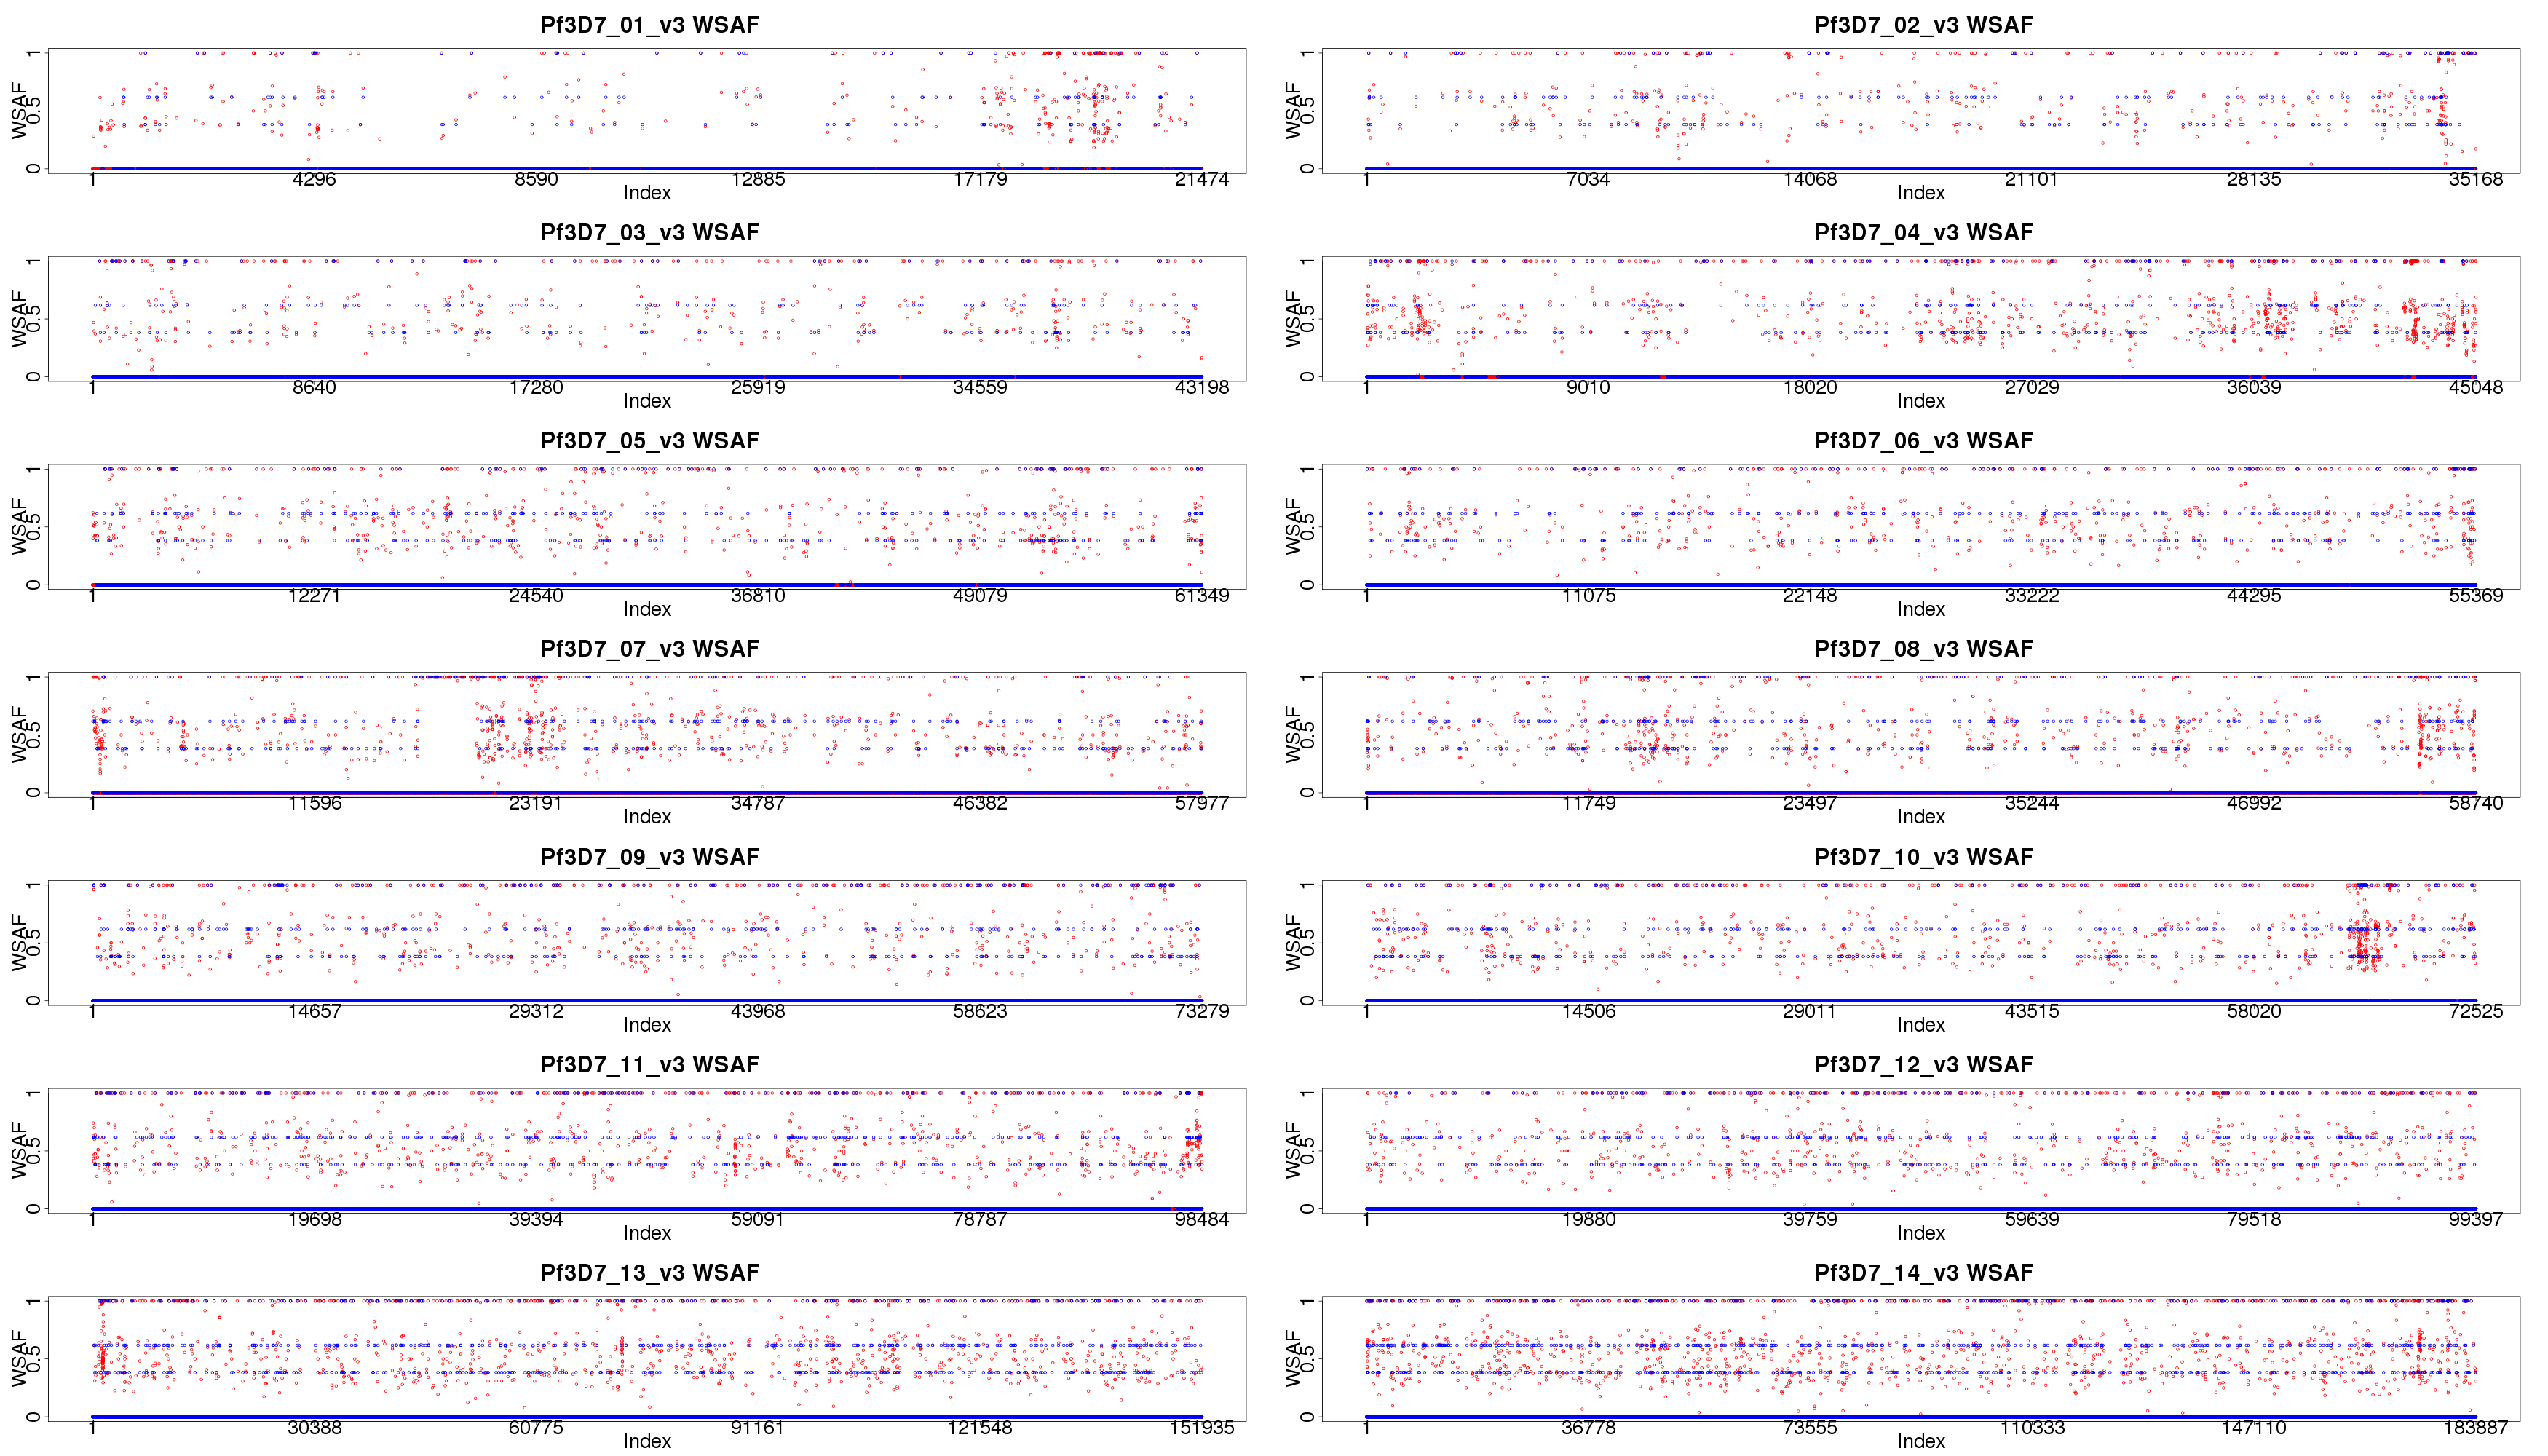 Pf3D7_01_v3 WSAF
WSAF
0 0.5 1
1 4296 8590 12885 17179 21474
Index
Pf3D7_02_v3 WSAF
WSAF
0 0.5 1
1 7034 14068 21101 28135 35168
Index
Pf3D7_03_v3 WSAF
WSAF
0 0.5 1
1 8640 17280 25919 34559 43198
Index
Pf3D7_04_v3 WSAF
WSAF
0 0.5 1
1 9010 18020 27029 36039 45048
Index
Pf3D7_05_v3 WSAF
WSAF
0 0.5 1
1 12271 24540 36810 49079 61349
Index
Pf3D7_06_v3 WSAF
WSAF
0 0.5 1
1 11075 22148 33222 44295 55369
Index
Pf3D7_07_v3 WSAF
WSAF
0 0.5 1
1 11596 23191 34787 46382 57977
Index
Pf3D7_08_v3 WSAF
WSAF
0 0.5 1
1 11749 23497 35244 46992 58740
Index
Pf3D7_09_v3 WSAF
WSAF
0 0.5 1
1 14657 29312 43968 58623 73279
Index
Pf3D7_10_v3 WSAF
WSAF
0 0.5 1
1 14506 29011 43515 58020 72525
Index
Pf3D7_11_v3 WSAF
WSAF
0 0.5 1
1 19698 39394 59091 78787 98484
Index
Pf3D7_12_v3 WSAF
WSAF
0 0.5 1
1 19880 39759 59639 79518 99397
Index
Pf3D7_13_v3 WSAF
WSAF
0 0.5 1
1 30388 60775 91161 121548 151935
Index
Pf3D7_14_v3 WSAF
WSAF
0 0.5 1
1 36778 73555 110333 147110 183887
Index